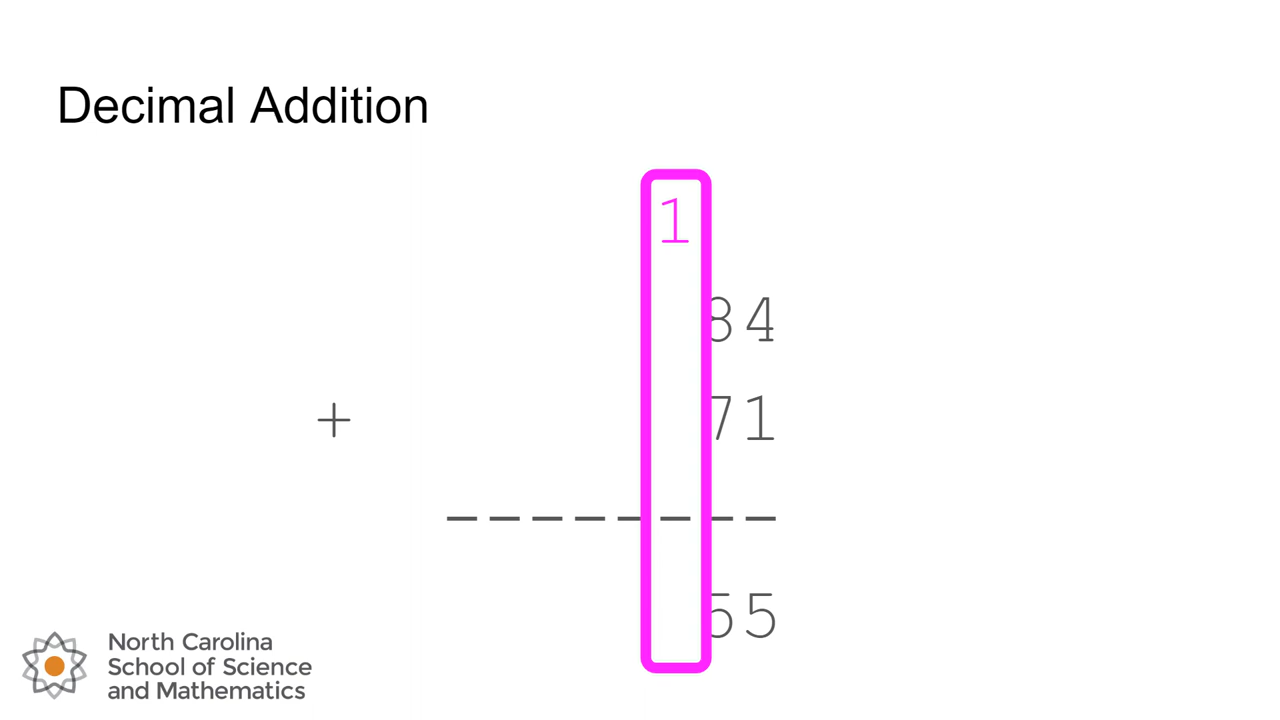 Decimal Addition
1
84
+ 71
--------
55
North Carolina
School of Science
and Mathematics